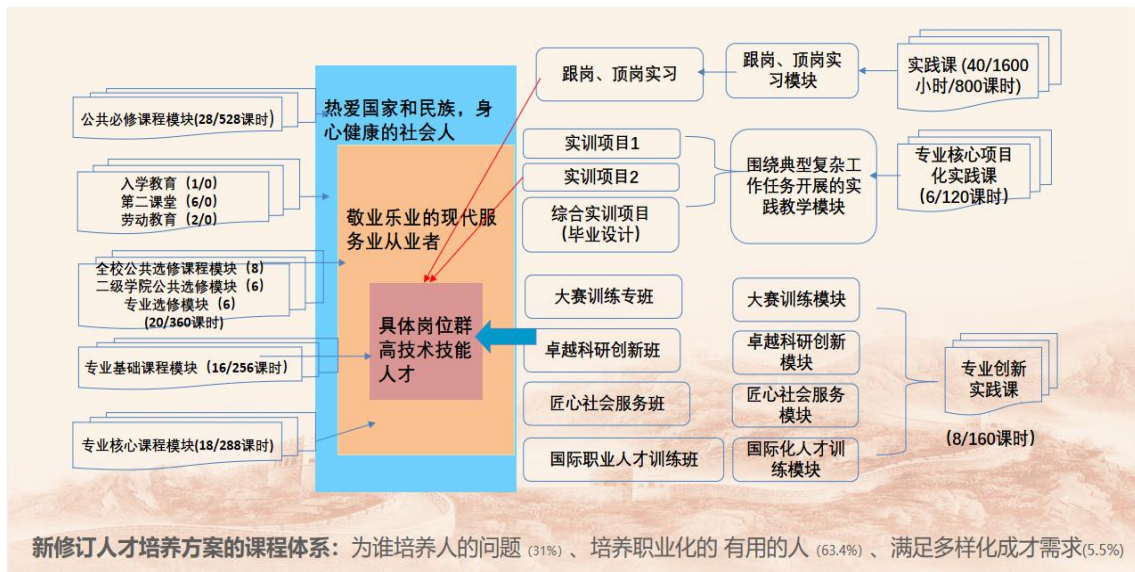 公共必修课程模块(28/528课时)
入学教育（1/0）
第二课堂（6/0）
劳动教育（2/0）
全校公共选修课程模块（8）
二级学院公共选修模块（6）
专业选修模块（6）
(20/360课时)
专业基础课程模块（16/256课时）
专业核心课程模块(18/288课时)
热爱国家和民族，身
心健康的社会人
敬业乐业的现代服
务业从业者
具体岗位群
高技术技能
人才
跟岗、顶岗实习
实训项目1
实训项目2
综合实训项目
(毕业设计)
大赛训练专班
卓越科研创新班
匠心社会服务班
国际职业人才训练班
跟岗、顶岗实
习模块
围绕典型复杂工
作任务开展的实
践教学模块
大赛训练模块
卓越科研创新
模块
匠心社会服务
模块
国际化人才训
练模块
实践课 (40/1600
小时/800课时)
专业核心项目
化实践课
(6/120课时)
专业创新
实践课
(8/160课时)
新修订人才培养方案的课程体系：为谁培养人的问题 (31%) 、培养职业化的 有用的人 (63.4%) 、满足多样化成才需求(5.5%)